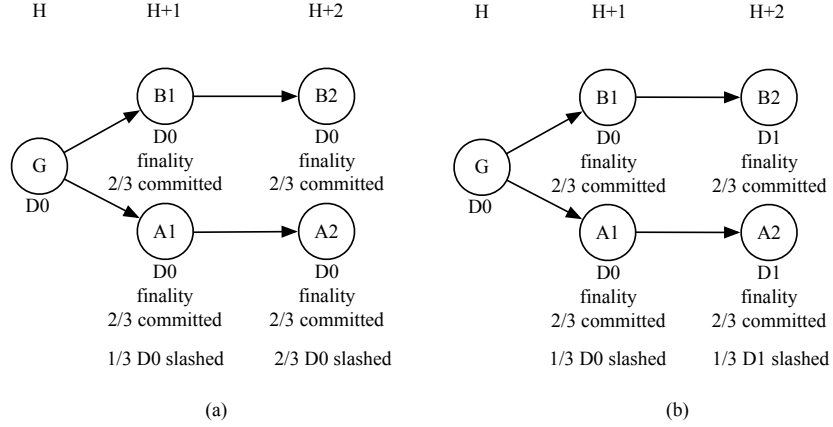 H H+1 H+2
B1 B2
D0 D0
finality finality
2/3 committed 2/3 committed
G
D0
A1 A2
D0 D0
finality finality
2/3 committed 2/3 committed
1/3 D0 slashed 2/3 D0 slashed
(a)
H H+1 H+2
B1 B2
D0 D1
finality finality
2/3 committed 2/3 committed
G
D0
A1 A2
D0 D1
finality finality
2/3 committed 2/3 committed
1/3 D0 slashed 1/3 D1 slashed
(b)